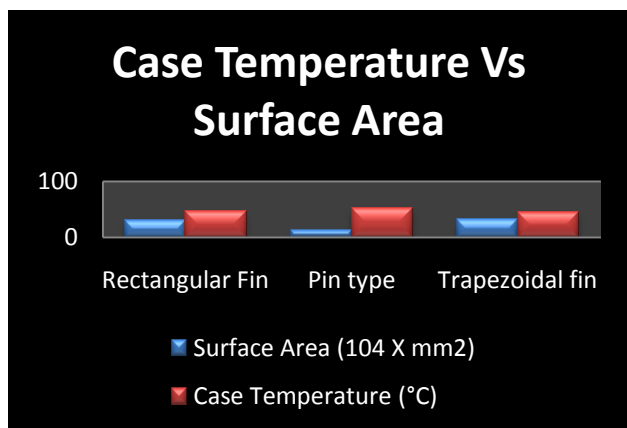 Case Temperature Vs
Surface Area
100
0
Rectangular Fin Pin type Trapezoidal fin
Surface Area (104 X mm2)
Case Temperature (°C)